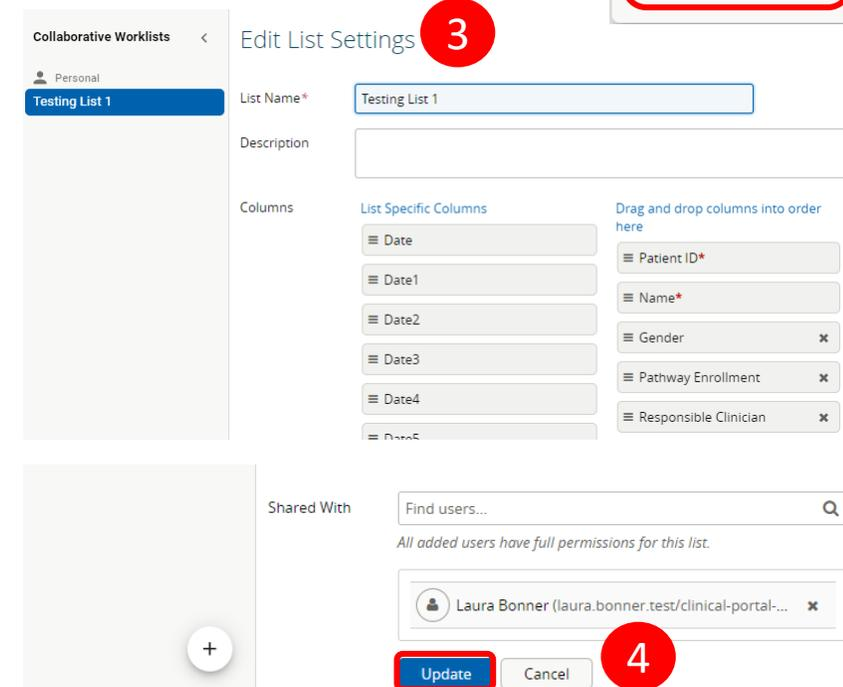 3
Collaborative Worklists
Edit List Settings
Personal
Testing List 1
List Name*
Testing List 1
Description
Columns
List Specific Columns
Drag and drop columns into order
here
Date
Date1
Date2
Date3
Date4
Date5
Patient ID*
Name*
Gender
Pathway Enrollment
Responsible Clinician
Shared With
Find users...
All added users have full permissions for this list.
Laura Bonner (laura.bonner.test/clinical-portal-...
Update
Cancel
4